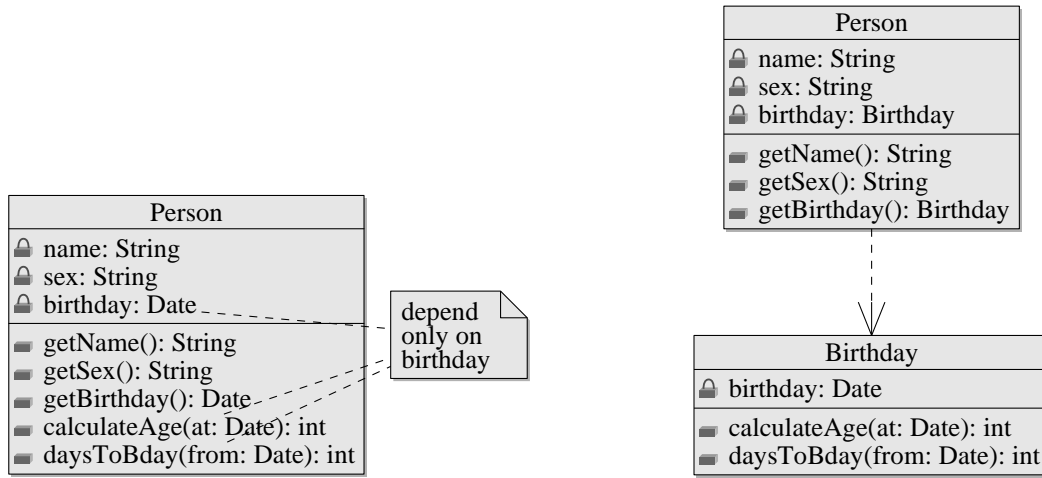 Person
name: String
sex: String
birthday: Date
getName(): String
getSex(): String
getBirthday(): Date
calculateAge(at: Date): int
daysToBday(from: Date): int
depend
only on
birthday
Person
name: String
sex: String
birthday: Birthday
getName(): String
getSex(): String
getBirthday(): Birthday
Birthday
birthday: Date
calculateAge(at: Date): int
daysToBday(from: Date): int